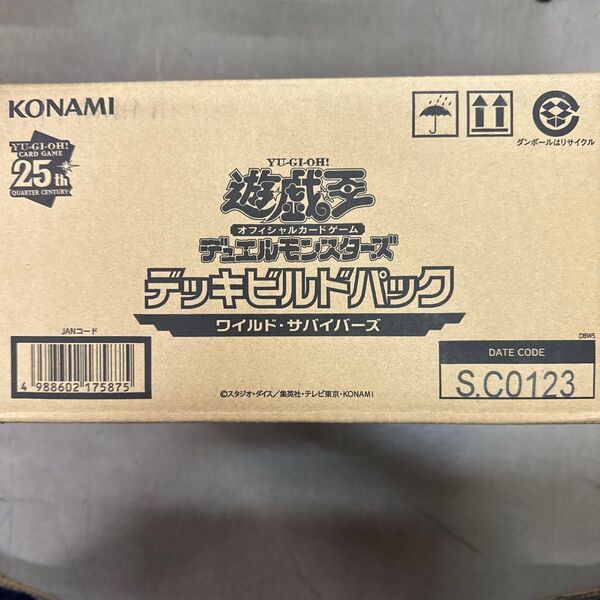 KONAMI
ダンボールはリサイクル
YU-GI-OH!
CARD GAME
25th
QUARTER CENTURY
YU-GI-OH!
遊戯王
オフィシャルカードゲーム
デュエルモンスターズ
デッキビルドパック
ワイルド・サバイバーズ
JANコード
4 988602 175875
DBWS
DATE CODE
S.C0123
©スタジオ・ダイス/集英社・テレビ東京・KONAMI